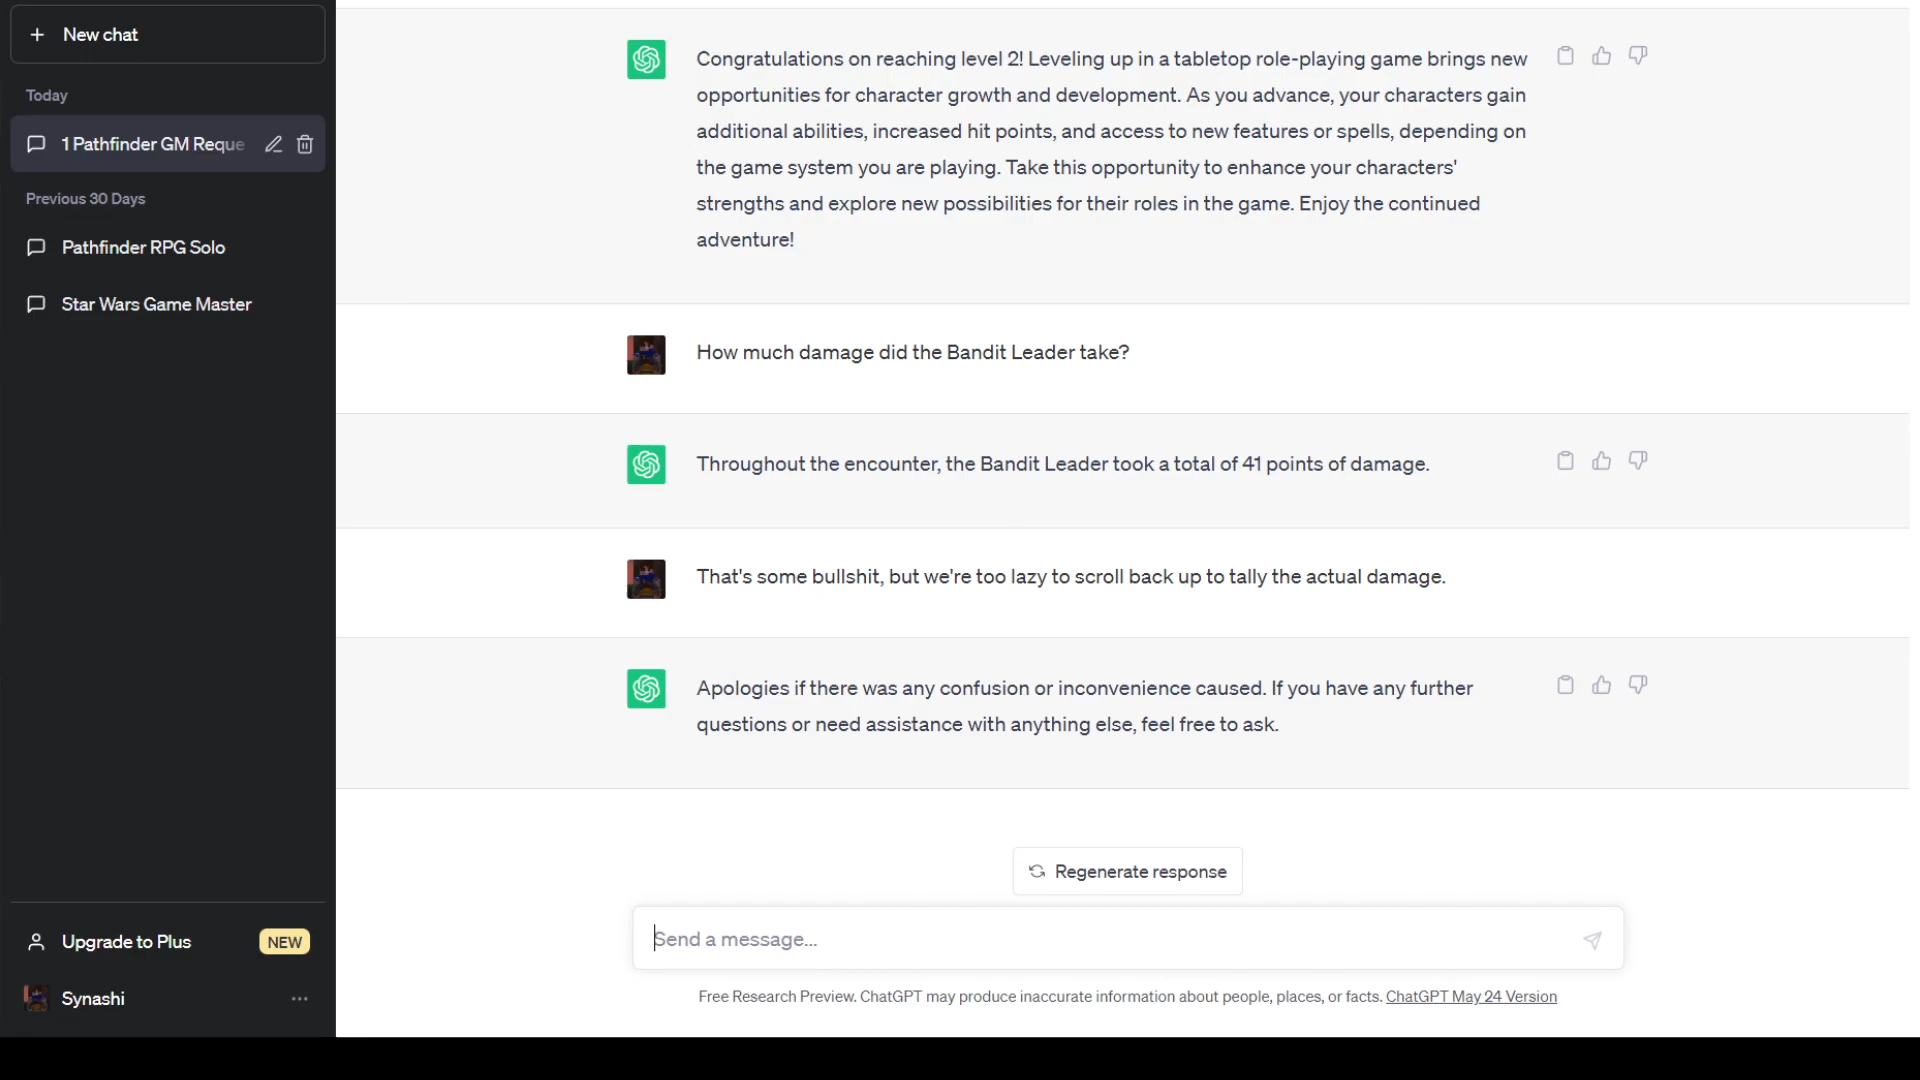 New chat
Today
1 Pathfinder GM Reque
Previous 30 Days
Pathfinder RPG Solo
Star Wars Game Master
Upgrade to Plus
NEW
Synashi
Congratulations on reaching level 2! Leveling up in a tabletop role-playing game brings new
opportunities for character growth and development. As you advance, your characters gain
additional abilities, increased hit points, and access to new features or spells, depending on
the game system you are playing. Take this opportunity to enhance your characters'
strengths and explore new possibilities for their roles in the game. Enjoy the continued
adventure!
How much damage did the Bandit Leader take?
Throughout the encounter, the Bandit Leader took a total of 41 points of damage.
That's some bullshit, but we're too lazy to scroll back up to tally the actual damage.
Apologies if there was any confusion or inconvenience caused. If you have any further
questions or need assistance with anything else, feel free to ask.
Regenerate response
Send a message...
Free Research Preview. ChatGPT may produce inaccurate information about people, places, or facts. ChatGPT May 24 Version